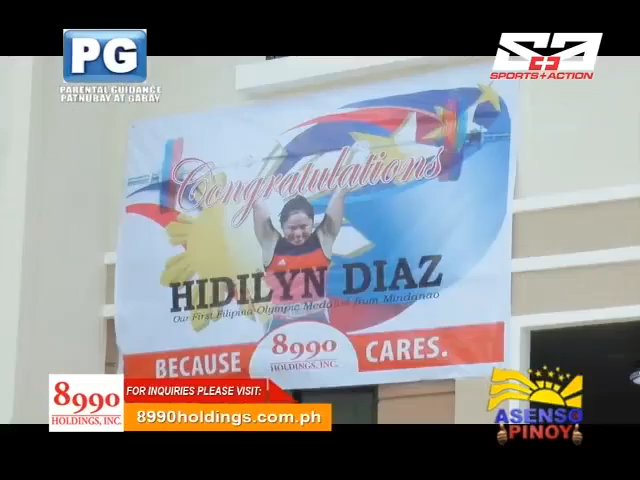 PG
PARENTAL GUIDANCE
PATNUBAY AT GABAY
SPORTS+ACTION
Congratulations
HIDILYN DIAZ
Our First Filipina Olympic Medalist from Mindanao
BECAUSE 8990 HOLDINGS, INC. CARES.
8990 HOLDINGS, INC.
FOR INQUIRIES PLEASE VISIT:
8990holdings.com.ph
ASENSO
PINOY